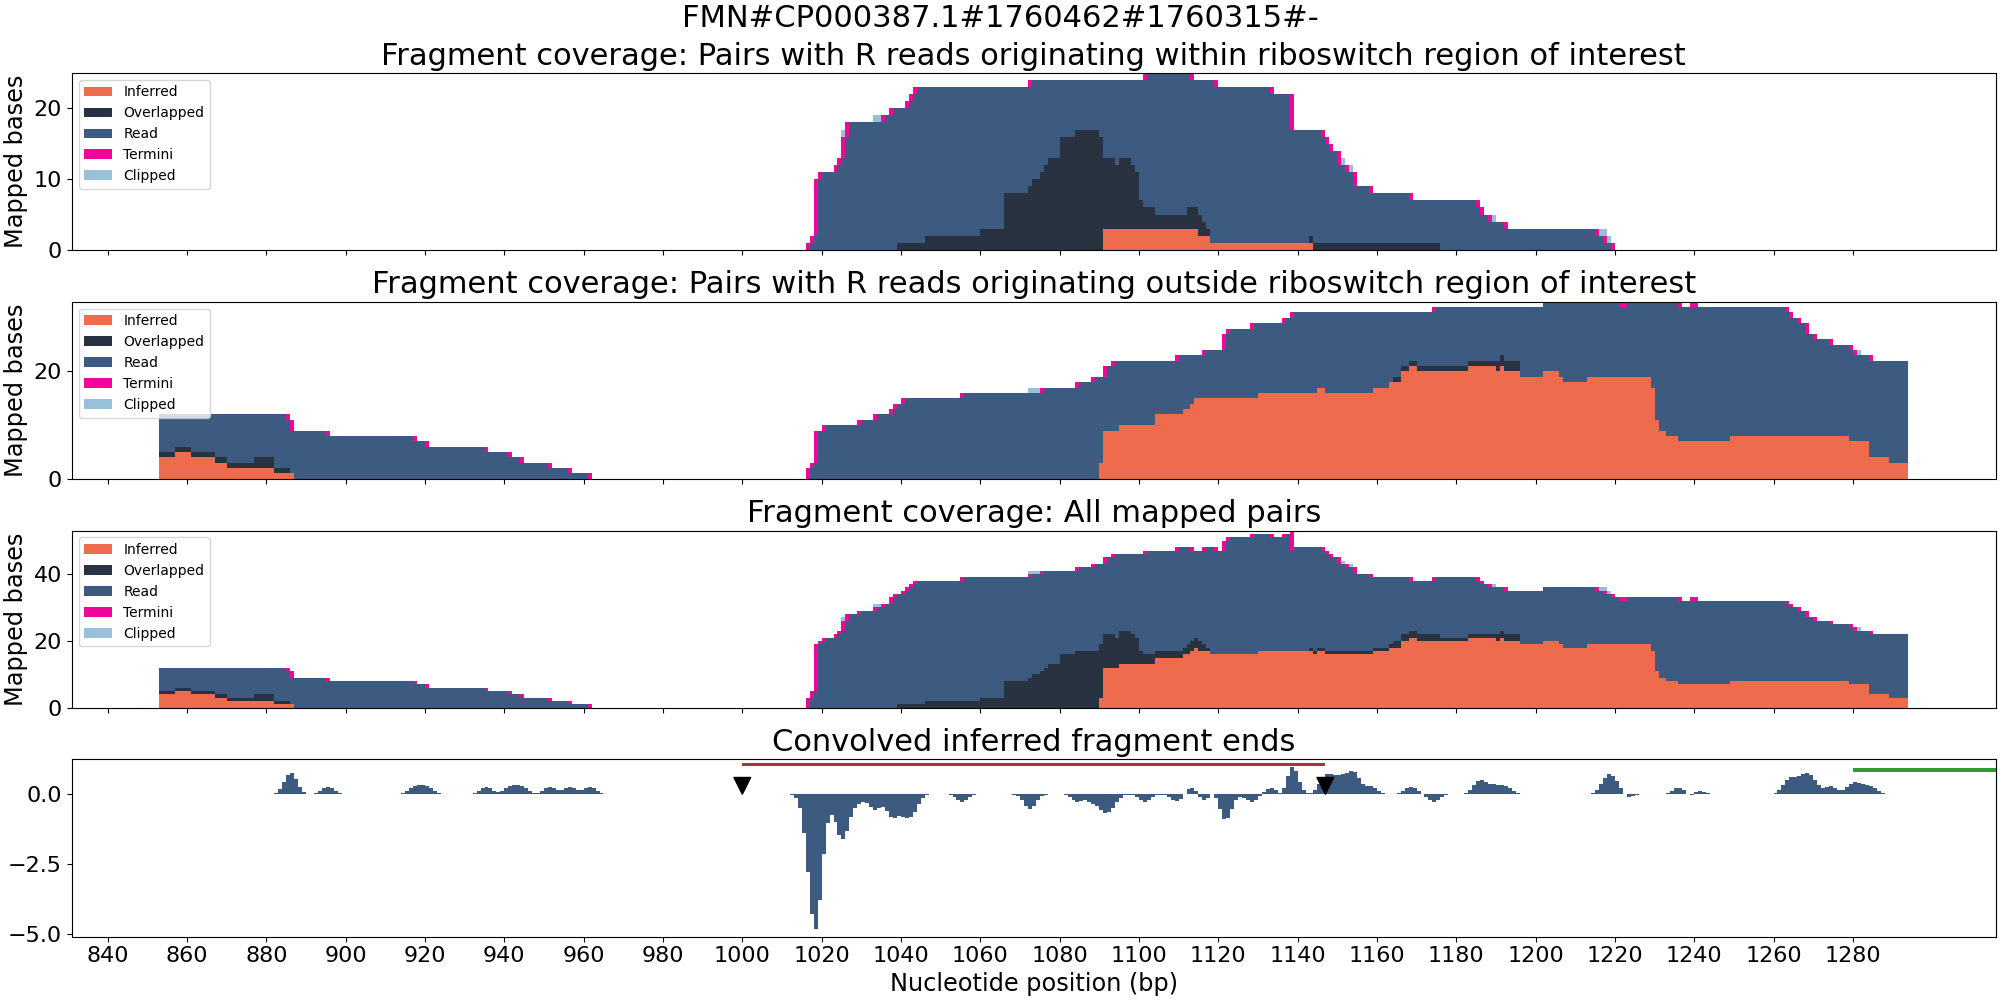 FMN#CP000387.1#1760462#1760315#-
Fragment coverage: Pairs with R reads originating within riboswitch region of interest
Mapped bases
20
10
0
Inferred
Overlapped
Read
Termini
Clipped
Fragment coverage: Pairs with R reads originating outside riboswitch region of interest
Mapped bases
20
0
Inferred
Overlapped
Read
Termini
Clipped
Fragment coverage: All mapped pairs
Mapped bases
40
20
0
Inferred
Overlapped
Read
Termini
Clipped
Convolved inferred fragment ends
0.0
−2.5
−5.0
840 860 880 900 920 940 960 980 1000 1020 1040 1060 1080 1100 1120 1140 1160 1180 1200 1220 1240 1260 1280
Nucleotide position (bp)